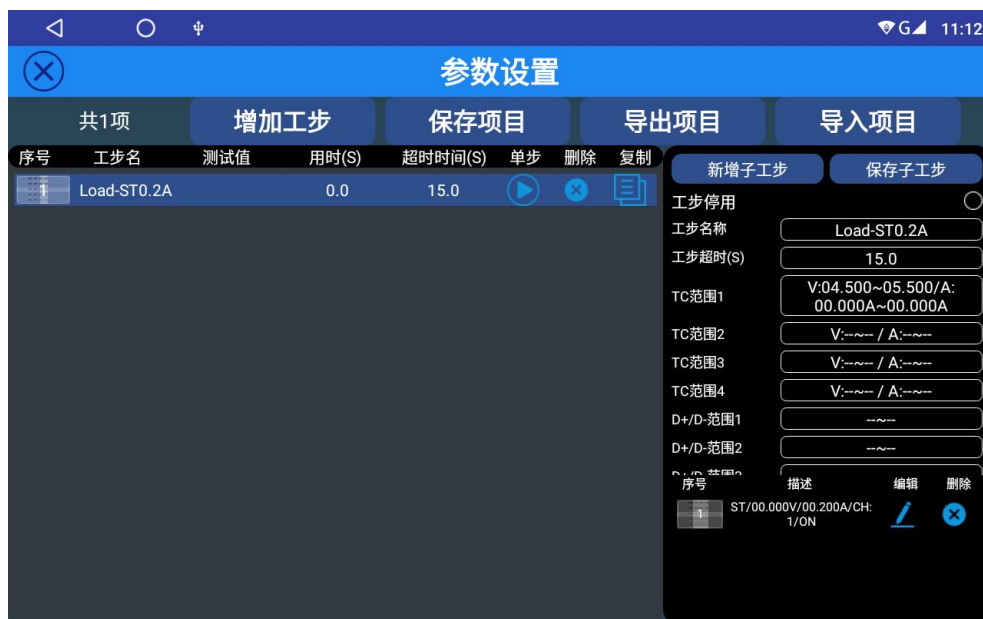 G 11:12
参数设置
共1项 增加工步 保存项目 导出项目 导入项目
序号 工步名 测试值 用时(S) 超时时间(S) 单步 删除 复制
1 Load-ST0.2A 0.0 15.0
新增子工步 保存子工步
工步停用
工步名称 Load-ST0.2A
工步超时(S) 15.0
TC范围1 V:04.500~05.500/A:
00.000A~00.000A
TC范围2 V:--~-- / A:--~--
TC范围3 V:--~-- / A:--~--
TC范围4 V:--~-- / A:--~--
D+/D-范围1 --~--
D+/D-范围2 --~--
序号 描述 编辑 删除
1 ST/00.000V/00.200A/CH:
1/ON